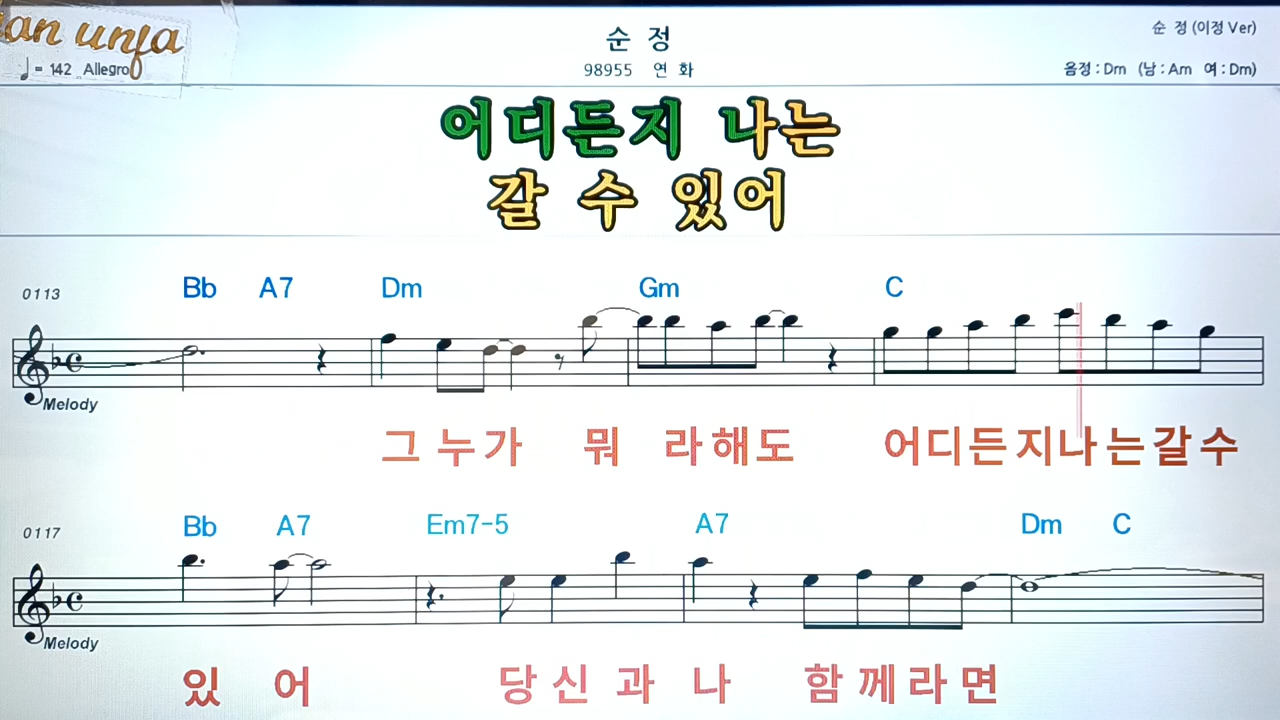 an unfa
순 정
순 정 (이정 Ver)
♩= 142 Allegro
98955 연 화
음정 : Dm (남 : Am 여 : Dm)
어디든지 나는
갈 수 있어
0113 Bb A7 Dm Gm C
Melody
그 누가 뭐 라해도 어디든지나는갈수
0117 Bb A7 Em7-5 A7 Dm C
Melody
있 어 당 신 과 나 함께라면